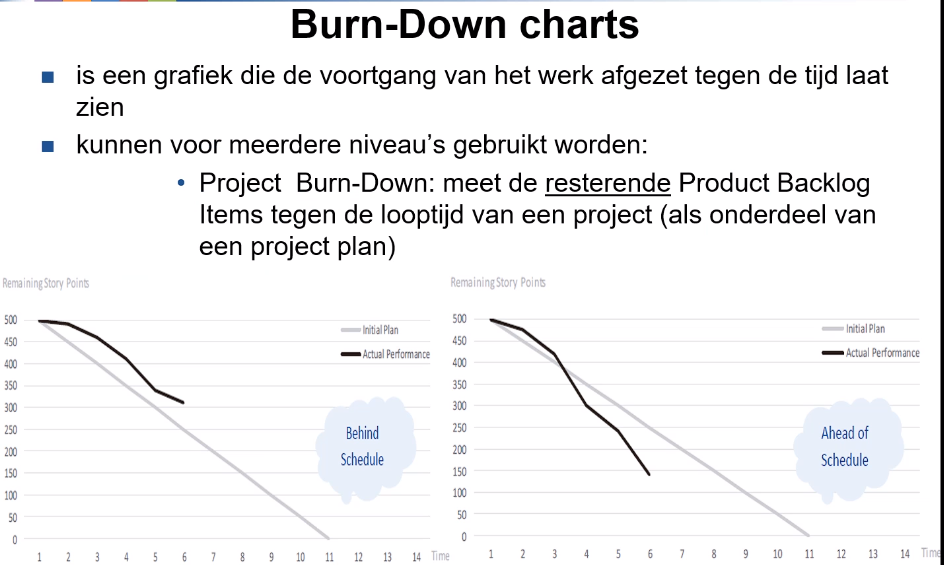 Burn-Down charts
is een grafiek die de voortgang van het werk afgezet tegen de tijd laat
zien
kunnen voor meerdere niveau’s gebruikt worden:
Project Burn-Down: meet de resterende Product Backlog
Items tegen de looptijd van een project (als onderdeel van
een project plan)
Remaining Story Points
500
450
400
350
300
250
200
150
100
50
0
Initial Plan
Actual Performance
Behind
Schedule
1 2 3 4 5 6 7 8 9 10 11 12 13 14 Time
Remaining Story Points
500
450
400
350
300
250
200
150
100
50
0
Initial Plan
Actual Performance
Ahead of
Schedule
1 2 3 4 5 6 7 8 9 10 11 12 13 14 Time